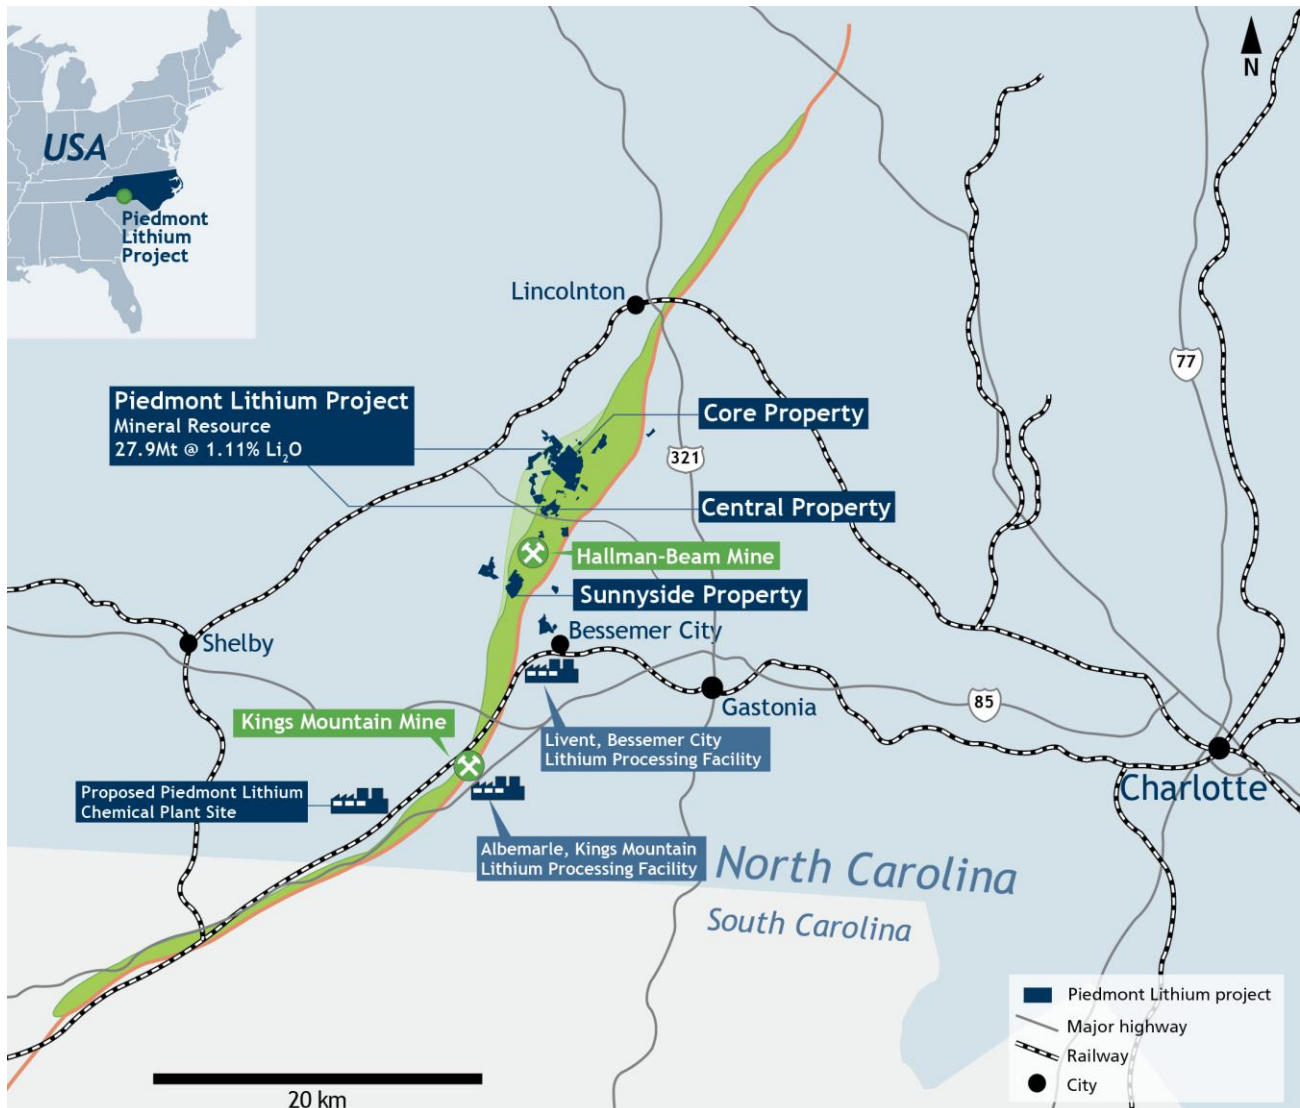 USA
Piedmont
Lithium
Project
N
Lincolnton
77
Piedmont Lithium Project
Mineral Resource
27.9Mt @ 1.11% Li₂O
Core Property
321
Central Property
Hallman-Beam Mine
Sunnyside Property
Shelby
Bessemer City
Kings Mountain Mine
Gastonia
85
Livent, Bessemer City
Lithium Processing Facility
Charlotte
Proposed Piedmont Lithium
Chemical Plant Site
Albemarle, Kings Mountain
Lithium Processing Facility
North Carolina
South Carolina
Piedmont Lithium project
Major highway
Railway
City
20 km